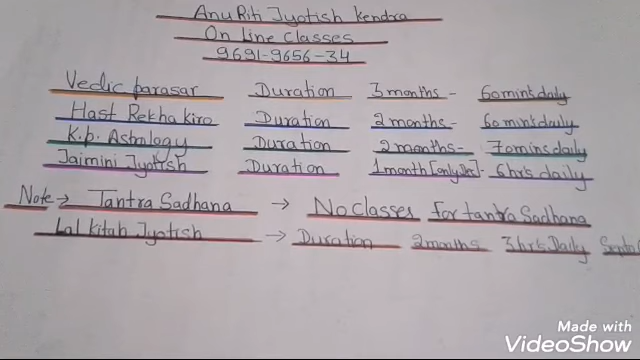 Anu Riti Jyotish Kendra
On Line Classes
9691-9656-34
Vedic parasar Duration 3 months - 60 mints daily
Hast Rekha kiro Duration 2 months - 60 mints daily
K.p. Astrology Duration 2 months - 70 mins daily
Jaimini Jyotish Duration 1 month - 6 hrs daily
Note → Tantra Sadhana → No Classes for tantra Sadhana
Lal kitab Jyotish → Duration 2 months 3 hrs. Daily
Made with
VideoShow